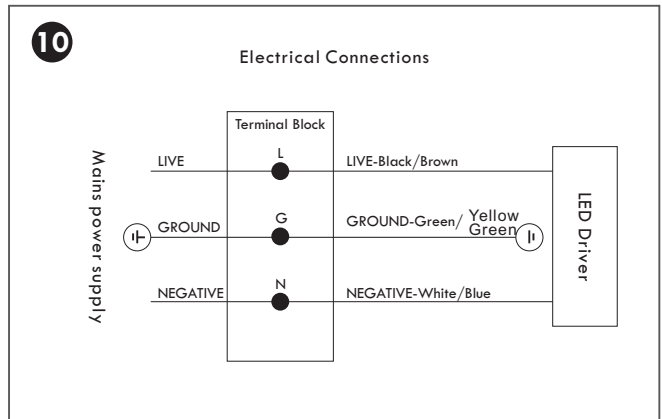 10
Electrical Connections
Terminal Block
Mains power supply
LIVE
L
LIVE-Black/Brown
GROUND
G
GROUND-Green/ Yellow
Green
NEGATIVE
N
NEGATIVE-White/Blue
LED Driver